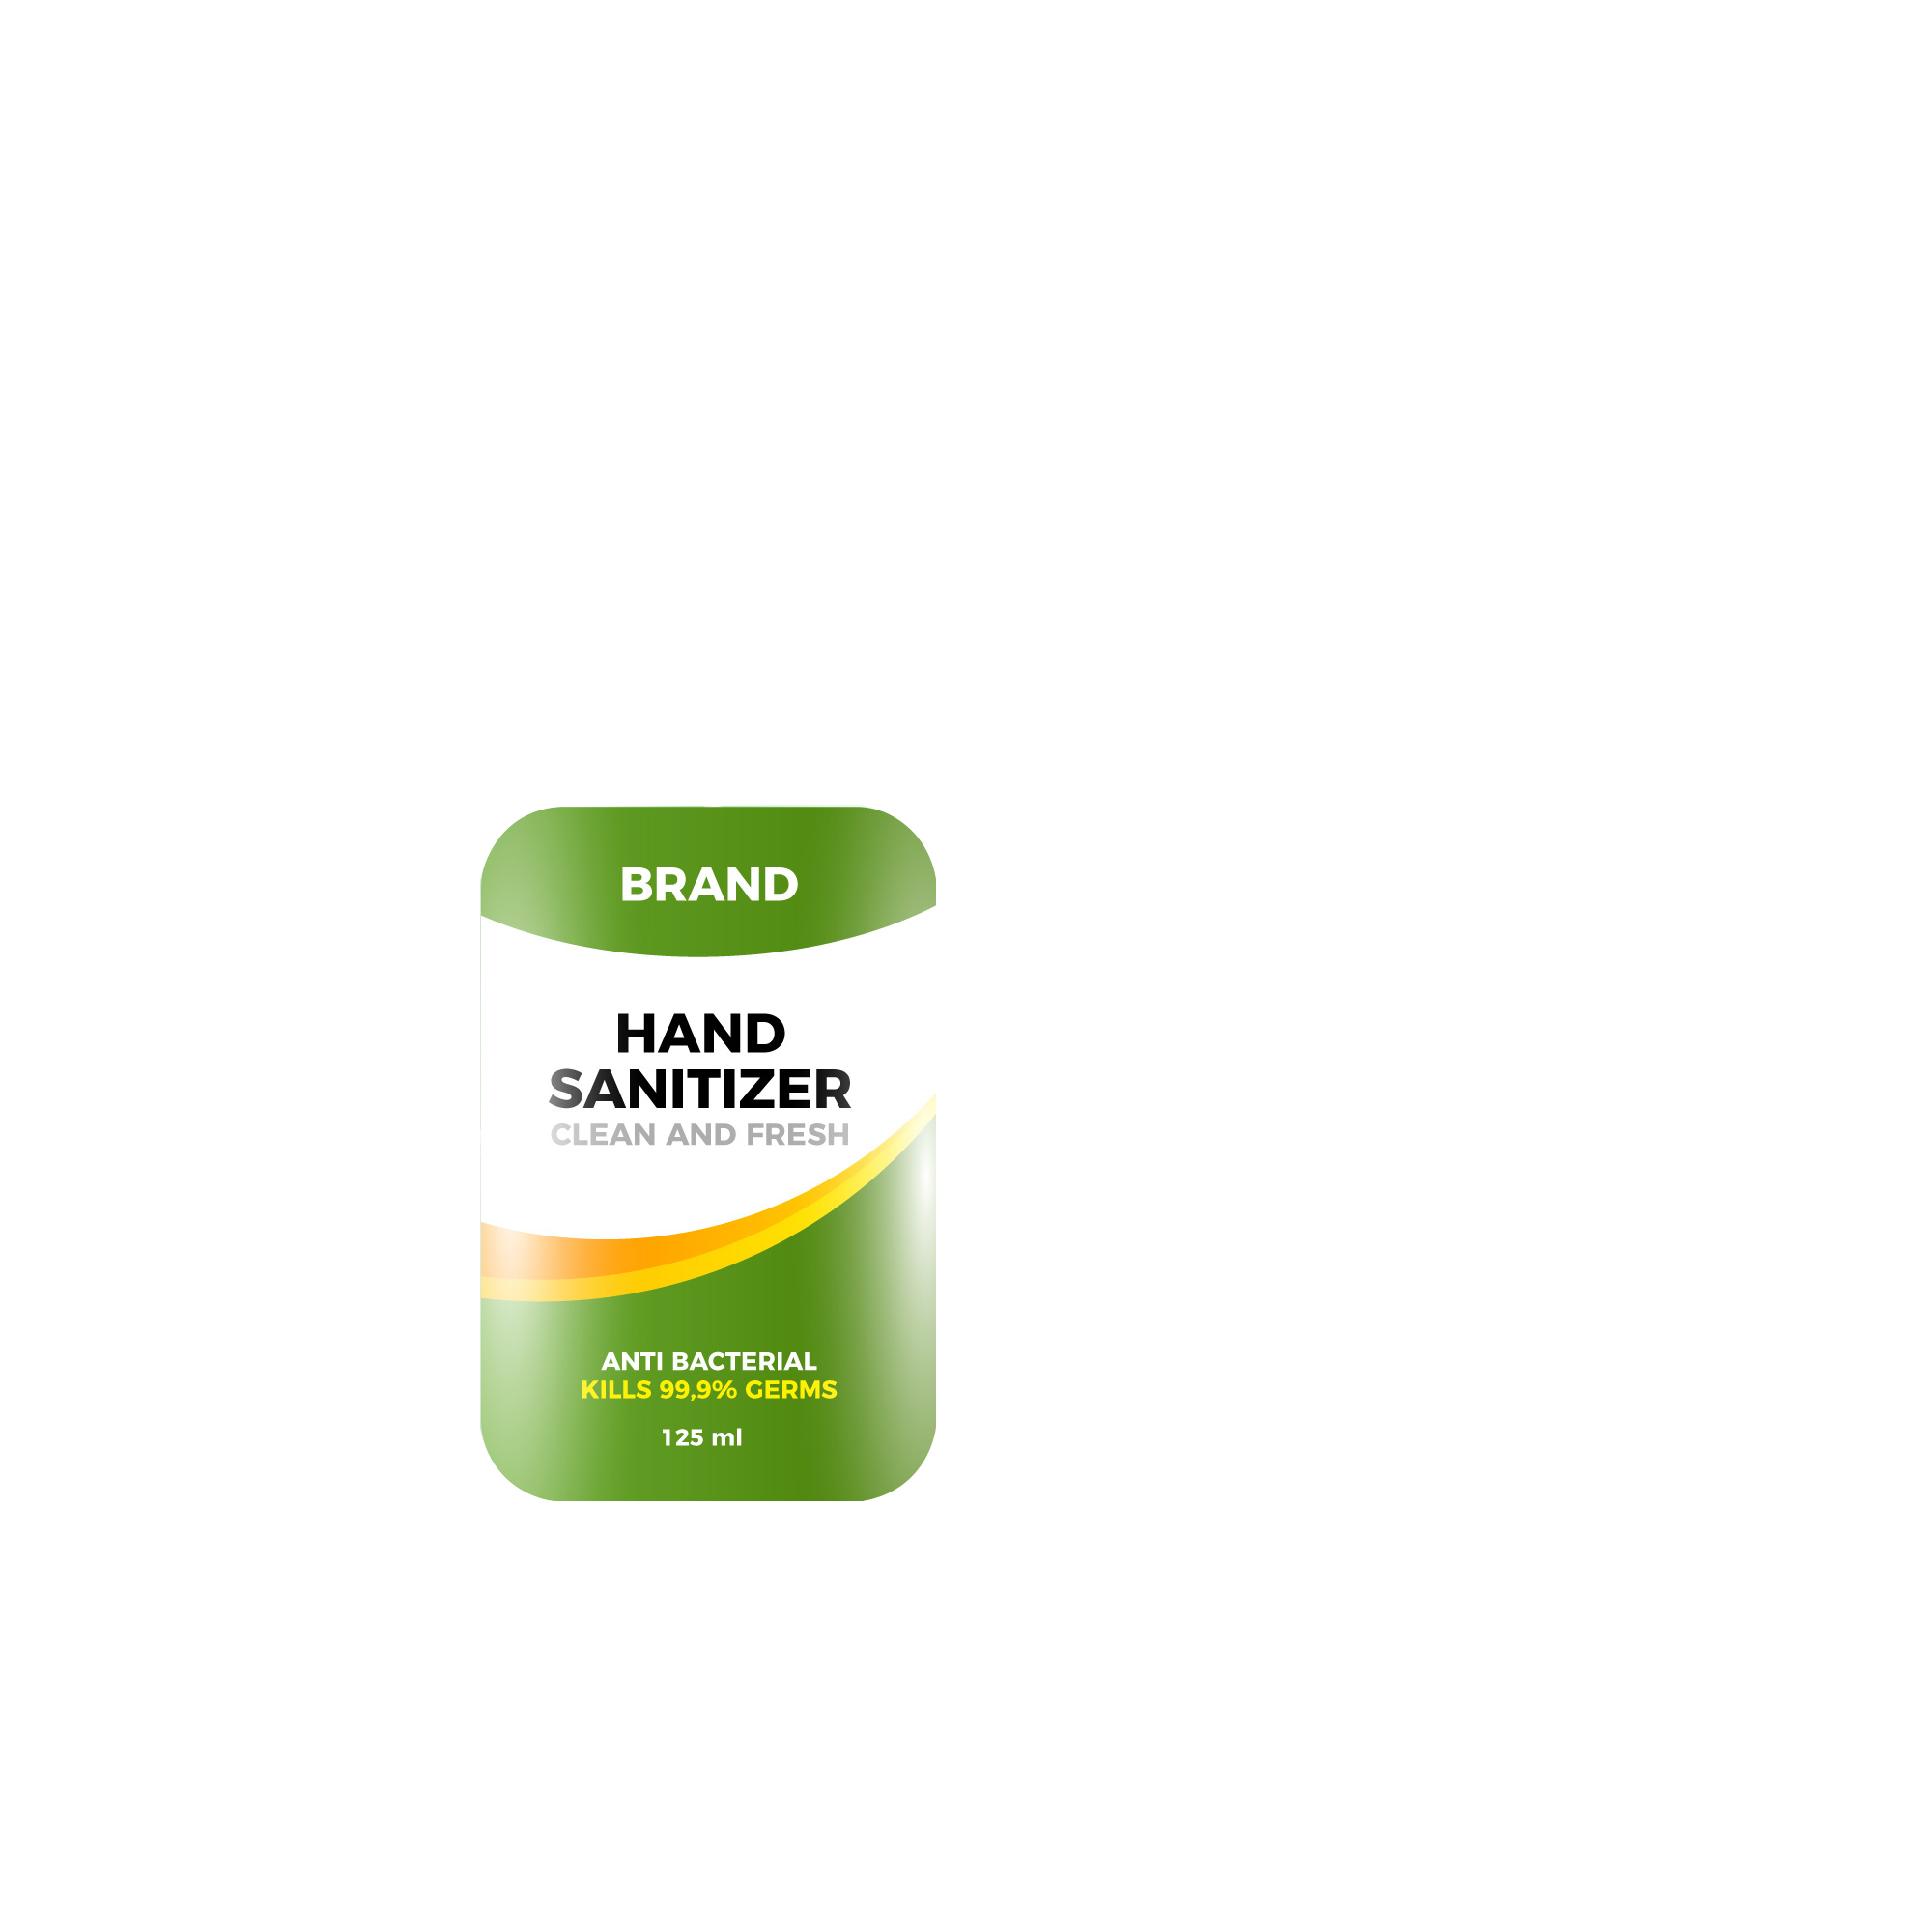 BRAND
HAND
SANITIZER
CLEAN AND FRESH
ANTI BACTERIAL
KILLS 99,9% GERMS
125 ml